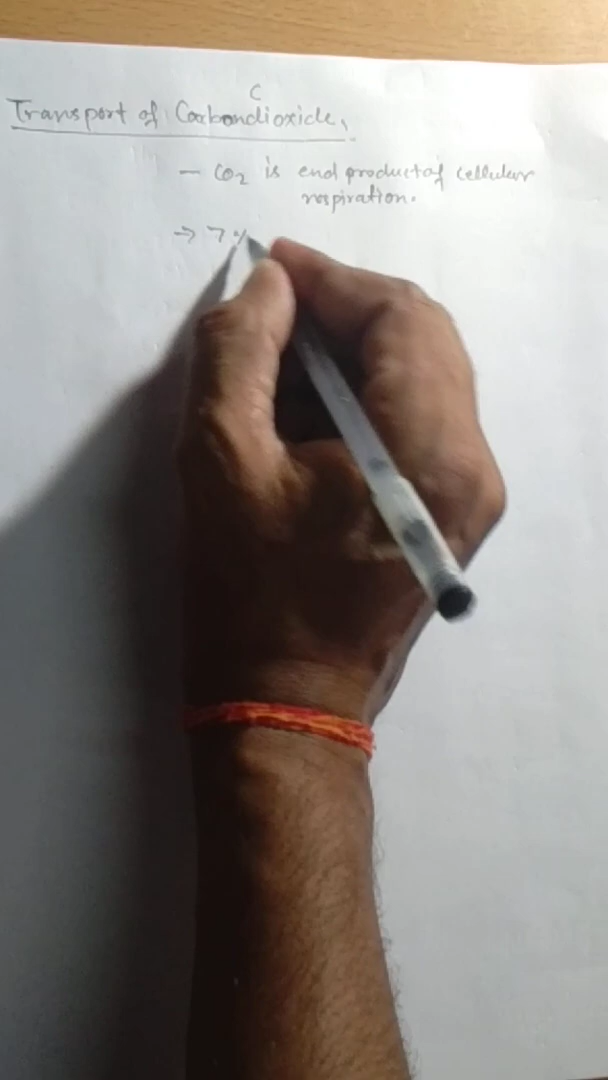 C
Transport of Carbondioxide,
- CO2 is end product of cellular
respiration.
→ 7%